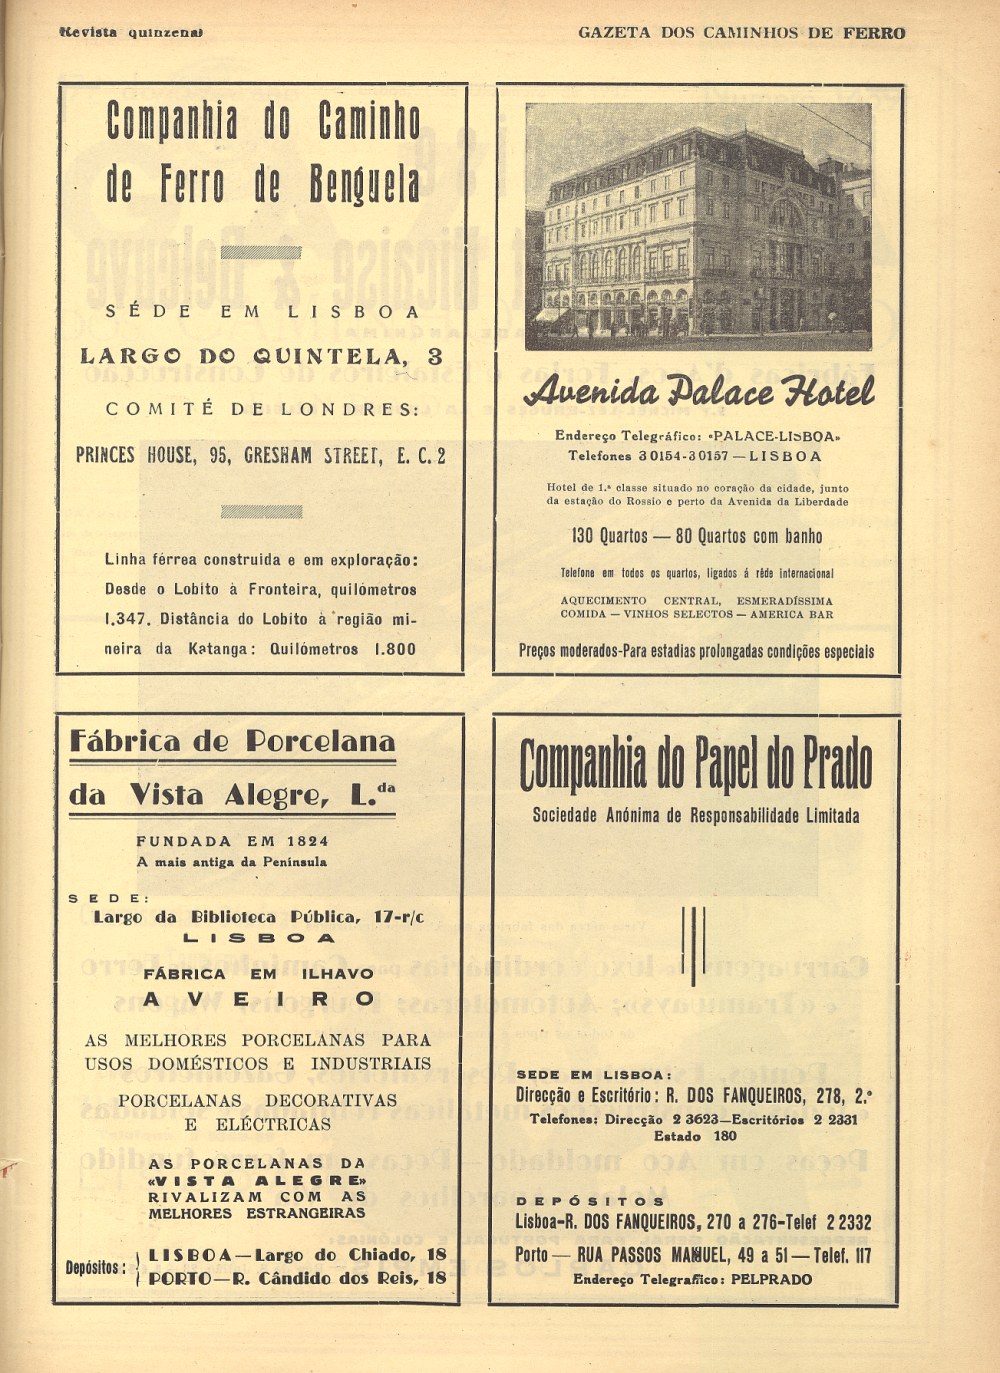 Revista quinzenal
GAZETA DOS CAMINHOS DE FERRO
Companhia do Caminho
de Ferro de Benguela
SÉDE EM LISBOA
LARGO DO QUINTELA, 3
COMITÉ DE LONDRES:
PRINCES HOUSE, 95, GRESHAM STREET, E. C. 2
Linha férrea construida e em exploração:
Desde o Lobito à Fronteira, quilómetros
1.347. Distância do Lobito à região mi-
neira da Katanga: Quilómetros 1.800
Avenida Palace Hotel
Endereço Telegráfico: «PALACE-LISBOA»
Telefones 30154-30157 — LISBOA
Hotel de 1.ª classe situado no coração da cidade, junto
da estação do Rossio e perto da Avenida da Liberdade
130 Quartos — 80 Quartos com banho
Telefone em todos os quartos, ligados á rêde internacional
AQUECIMENTO CENTRAL, ESMERADÍSSIMA
COMIDA — VINHOS SELECTOS — AMERICA BAR
Preços moderados-Para estadias prolongadas condições especiais
Fábrica de Porcelana
da Vista Alegre, L.da
FUNDADA EM 1824
A mais antiga da Península
SEDE:
Largo da Biblioteca Pública, 17-r/c
LISBOA
FÁBRICA EM ILHAVO
AVEIRO
AS MELHORES PORCELANAS PARA
USOS DOMÉSTICOS E INDUSTRIAIS
PORCELANAS DECORATIVAS
E ELÉCTRICAS
AS PORCELANAS DA
«VISTA ALEGRE»
RIVALIZAM COM AS
MELHORES ESTRANGEIRAS
Depósitos:
LISBOA — Largo do Chiado, 18
PORTO — R. Cândido dos Reis, 18
Companhia do Papel do Prado
Sociedade Anónima de Responsabilidade Limitada
SEDE EM LISBOA:
Direcção e Escritório: R. DOS FANQUEIROS, 278, 2.º
Telefones: Direcção 2 3623—Escritórios 2 2331
Estado 180
DEPÓSITOS
Lisboa-R. DOS FANQUEIROS, 270 a 276-Telef 2 2332
Porto — RUA PASSOS MANUEL, 49 a 51 — Telef. 117
Endereço Telegrafico: PELPRADO